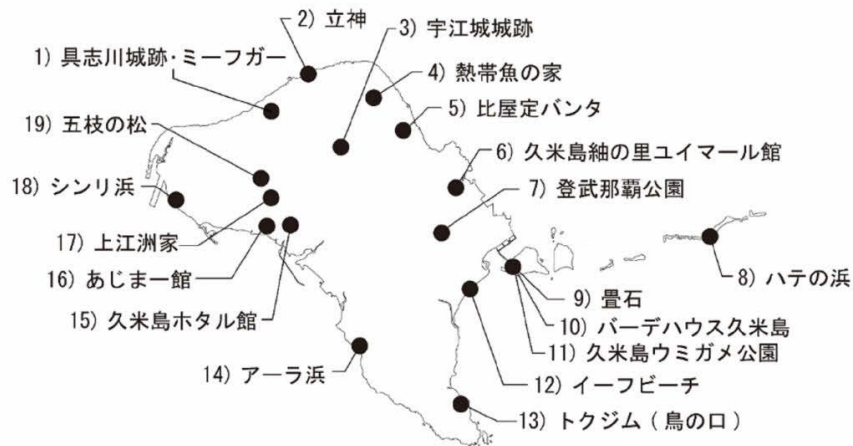 1) 具志川城跡・ミーフガー
2) 立神
3) 宇江城城跡
4) 熱帯魚の家
5) 比屋定バンタ
6) 久米島紬の里ユイマール館
7) 登武那覇公園
8) ハテの浜
9) 畳石
10) バーデハウス久米島
11) 久米島ウミガメ公園
12) イーフビーチ
13) トクジム ( 鳥の口 )
14) アーラ浜
15) 久米島ホタル館
16) あじまー館
17) 上江洲家
18) シンリ浜
19) 五枝の松